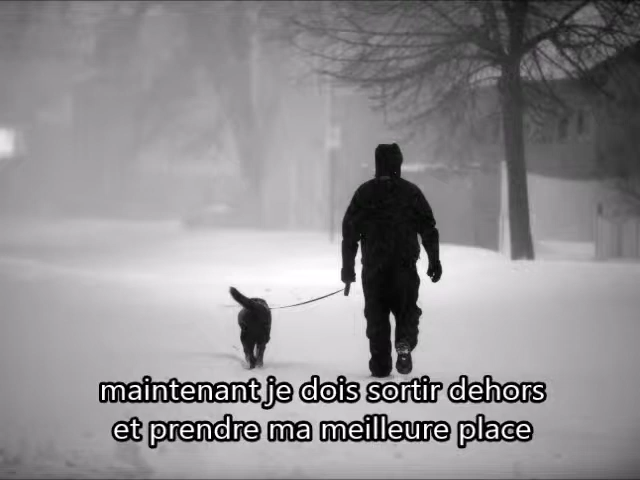 maintenant je dois sortir dehors
et prendre ma meilleure place